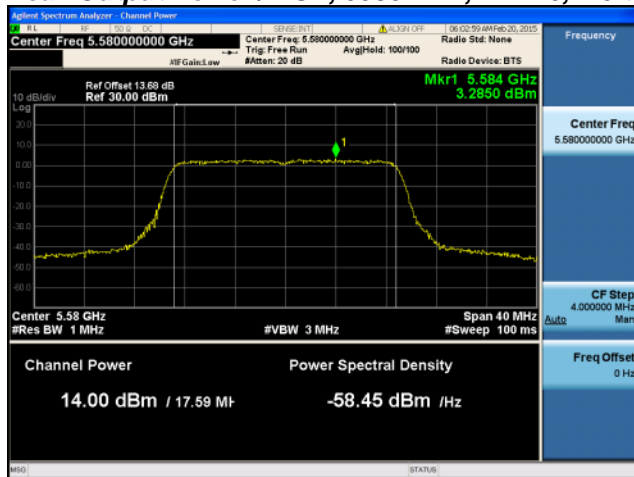 Agilent Spectrum Analyzer - Channel Power
RL RF 50 Ω DC SENSE:INT ALIGN OFF 06:02:59 AM Feb 20, 2015
Center Freq 5.580000000 GHz
Center Freq: 5.580000000 GHz
Radio Std: None
Trig: Free Run Avg|Hold: 100/100
#IFGain:Low #Atten: 20 dB Radio Device: BTS
Frequency
Mkr1 5.584 GHz
3.2850 dBm
Ref Offset 13.68 dB
10 dB/div Ref 30.00 dBm
Log
20.0
10.0
0.00
-10.0
-20.0
-30.0
-40.0
-50.0
-60.0
1
Center Freq
5.580000000 GHz
Center 5.58 GHz Span 40 MHz
#Res BW 1 MHz #VBW 3 MHz #Sweep 100 ms
CF Step
4.000000 MHz
Auto Man
Channel Power Power Spectral Density
14.00 dBm / 17.59 MH
-58.45 dBm /Hz
Freq Offset
0 Hz
MSG STATUS